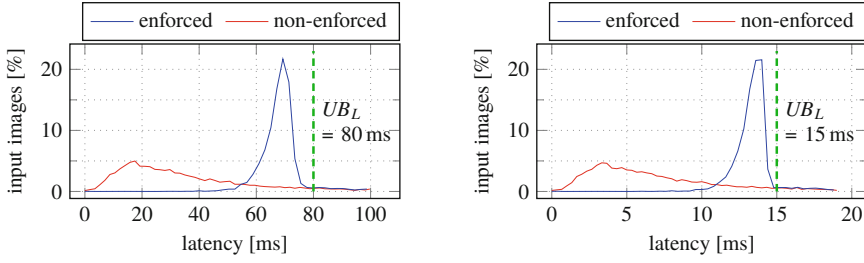 enforced non-enforced
input images [%]
20
10
0
UB_L
= 80 ms
0 20 40 60 80 100
latency [ms]
enforced non-enforced
input images [%]
20
10
0
UB_L
= 15 ms
0 5 10 15 20
latency [ms]